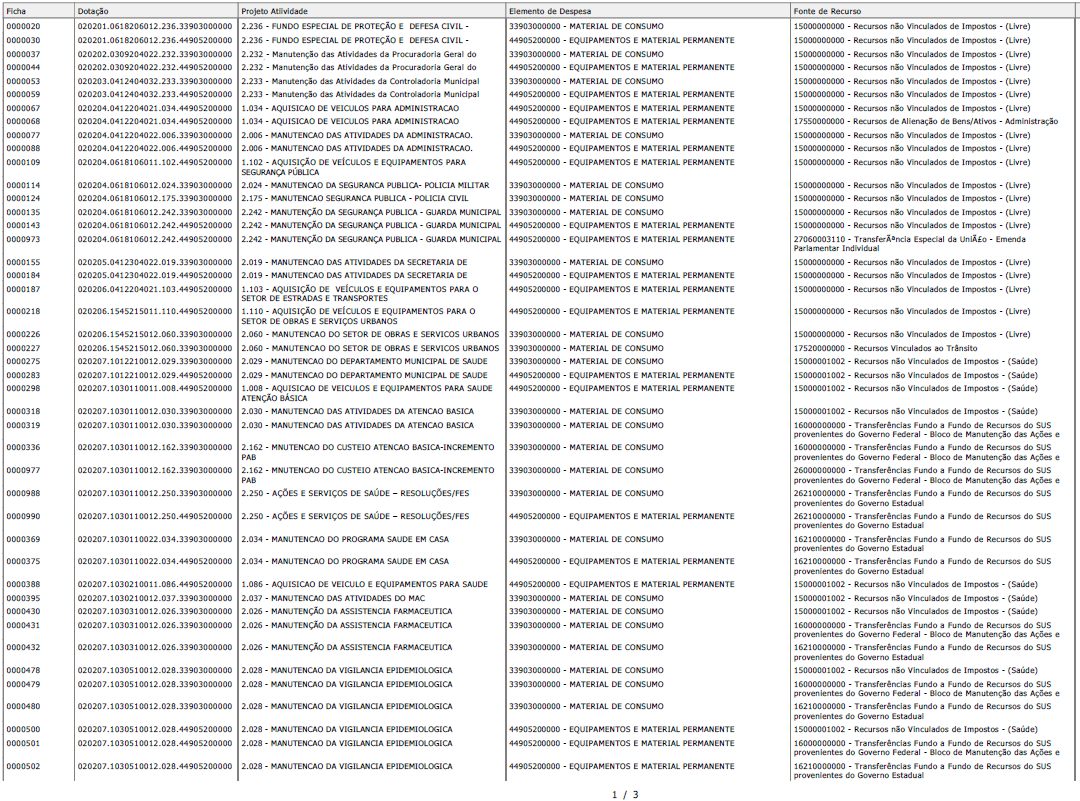 Ficha Dotação Projeto Atividade Elemento de Despesa Fonte de Recurso
0000020 020201.0618206012.236.33903000000 2.236 - FUNDO ESPECIAL DE PROTEÇÃO E DEFESA CIVIL - 33903000000 - MATERIAL DE CONSUMO 15000000000 - Recursos não Vinculados de Impostos - (Livre)
0000030 020201.0618206012.236.44905200000 2.236 - FUNDO ESPECIAL DE PROTEÇÃO E DEFESA CIVIL - 44905200000 - EQUIPAMENTOS E MATERIAL PERMANENTE 15000000000 - Recursos não Vinculados de Impostos - (Livre)
0000037 020202.0309204022.232.33903000000 2.232 - Manutenção das Atividades da Procuradoria Geral do 33903000000 - MATERIAL DE CONSUMO 15000000000 - Recursos não Vinculados de Impostos - (Livre)
0000044 020202.0309204022.232.44905200000 2.232 - Manutenção das Atividades da Procuradoria Geral do 44905200000 - EQUIPAMENTOS E MATERIAL PERMANENTE 15000000000 - Recursos não Vinculados de Impostos - (Livre)
0000053 020203.0412404032.233.33903000000 2.233 - Manutenção das Atividades da Controladoria Municipal 33903000000 - MATERIAL DE CONSUMO 15000000000 - Recursos não Vinculados de Impostos - (Livre)
0000059 020203.0412404032.233.44905200000 2.233 - Manutenção das Atividades da Controladoria Municipal 44905200000 - EQUIPAMENTOS E MATERIAL PERMANENTE 15000000000 - Recursos não Vinculados de Impostos - (Livre)
0000067 020204.0412204021.034.44905200000 1.034 - AQUISICAO DE VEICULOS PARA ADMINISTRACAO 44905200000 - EQUIPAMENTOS E MATERIAL PERMANENTE 15000000000 - Recursos não Vinculados de Impostos - (Livre)
0000068 020204.0412204021.034.44905200000 1.034 - AQUISICAO DE VEICULOS PARA ADMINISTRACAO 44905200000 - EQUIPAMENTOS E MATERIAL PERMANENTE 17550000000 - Recursos de Alienação de Bens/Ativos - Administração
0000077 020204.0412204022.006.33903000000 2.006 - MANUTENCAO DAS ATIVIDADES DA ADMINISTRACAO. 33903000000 - MATERIAL DE CONSUMO 15000000000 - Recursos não Vinculados de Impostos - (Livre)
0000088 020204.0412204022.006.44905200000 2.006 - MANUTENCAO DAS ATIVIDADES DA ADMINISTRACAO. 44905200000 - EQUIPAMENTOS E MATERIAL PERMANENTE 15000000000 - Recursos não Vinculados de Impostos - (Livre)
0000109 020204.0618106011.102.44905200000 1.102 - AQUISIÇÃO DE VEÍCULOS E EQUIPAMENTOS PARA 44905200000 - EQUIPAMENTOS E MATERIAL PERMANENTE 15000000000 - Recursos não Vinculados de Impostos - (Livre)
SEGURANÇA PÚBLICA
0000114 020204.0618106012.024.33903000000 2.024 - MANUTENCAO DA SEGURANCA PUBLICA- POLICIA MILITAR 33903000000 - MATERIAL DE CONSUMO 15000000000 - Recursos não Vinculados de Impostos - (Livre)
0000124 020204.0618106012.175.33903000000 2.175 - MANUTENCAO SEGURANCA PUBLICA - POLICIA CIVIL 33903000000 - MATERIAL DE CONSUMO 15000000000 - Recursos não Vinculados de Impostos - (Livre)
0000135 020204.0618106012.242.33903000000 2.242 - MANUTENÇÃO DA SEGURANÇA PUBLICA - GUARDA MUNICIPAL 33903000000 - MATERIAL DE CONSUMO 15000000000 - Recursos não Vinculados de Impostos - (Livre)
0000143 020204.0618106012.242.44905200000 2.242 - MANUTENÇÃO DA SEGURANÇA PUBLICA - GUARDA MUNICIPAL 44905200000 - EQUIPAMENTOS E MATERIAL PERMANENTE 15000000000 - Recursos não Vinculados de Impostos - (Livre)
0000973 020204.0618106012.242.44905200000 2.242 - MANUTENÇÃO DA SEGURANÇA PUBLICA - GUARDA MUNICIPAL 44905200000 - EQUIPAMENTOS E MATERIAL PERMANENTE 27060003110 - TransferÃªncia Especial da UniÃ£o - Emenda
Parlamentar Individual
0000155 020205.0412304022.019.33903000000 2.019 - MANUTENCAO DAS ATIVIDADES DA SECRETARIA DE 33903000000 - MATERIAL DE CONSUMO 15000000000 - Recursos não Vinculados de Impostos - (Livre)
0000184 020205.0412304022.019.44905200000 2.019 - MANUTENCAO DAS ATIVIDADES DA SECRETARIA DE 44905200000 - EQUIPAMENTOS E MATERIAL PERMANENTE 15000000000 - Recursos não Vinculados de Impostos - (Livre)
0000187 020206.0412204021.103.44905200000 1.103 - AQUISIÇÃO DE VEÍCULOS E EQUIPAMENTOS PARA O 44905200000 - EQUIPAMENTOS E MATERIAL PERMANENTE 15000000000 - Recursos não Vinculados de Impostos - (Livre)
SETOR DE ESTRADAS E TRANSPORTES
0000218 020206.1545215011.110.44905200000 1.110 - AQUISIÇÃO DE VEÍCULOS E EQUIPAMENTOS PARA O 44905200000 - EQUIPAMENTOS E MATERIAL PERMANENTE 15000000000 - Recursos não Vinculados de Impostos - (Livre)
SETOR DE OBRAS E SERVIÇOS URBANOS
0000226 020206.1545215012.060.33903000000 2.060 - MANUTENCAO DO SETOR DE OBRAS E SERVICOS URBANOS 33903000000 - MATERIAL DE CONSUMO 15000000000 - Recursos não Vinculados de Impostos - (Livre)
0000227 020206.1545215012.060.33903000000 2.060 - MANUTENCAO DO SETOR DE OBRAS E SERVICOS URBANOS 33903000000 - MATERIAL DE CONSUMO 17520000000 - Recursos Vinculados ao Trânsito
0000275 020207.1012210012.029.33903000000 2.029 - MANUTENCAO DO DEPARTAMENTO MUNICIPAL DE SAUDE 33903000000 - MATERIAL DE CONSUMO 15000001002 - Recursos não Vinculados de Impostos - (Saúde)
0000283 020207.1012210012.029.44905200000 2.029 - MANUTENCAO DO DEPARTAMENTO MUNICIPAL DE SAUDE 44905200000 - EQUIPAMENTOS E MATERIAL PERMANENTE 15000001002 - Recursos não Vinculados de Impostos - (Saúde)
0000298 020207.1030110011.008.44905200000 1.008 - AQUISICAO DE VEICULOS E EQUIPAMENTOS PARA SAUDE 44905200000 - EQUIPAMENTOS E MATERIAL PERMANENTE 15000001002 - Recursos não Vinculados de Impostos - (Saúde)
ATENÇÃO BÁSICA
0000318 020207.1030110012.030.33903000000 2.030 - MANUTENCAO DAS ATIVIDADES DA ATENCAO BASICA 33903000000 - MATERIAL DE CONSUMO 15000001002 - Recursos não Vinculados de Impostos - (Saúde)
0000319 020207.1030110012.030.33903000000 2.030 - MANUTENCAO DAS ATIVIDADES DA ATENCAO BASICA 33903000000 - MATERIAL DE CONSUMO 16000000000 - Transferências Fundo a Fundo de Recursos do SUS
provenientes do Governo Federal - Bloco de Manutenção das Ações e
0000336 020207.1030110012.162.33903000000 2.162 - MNUTENCAO DO CUSTEIO ATENCAO BASICA-INCREMENTO 33903000000 - MATERIAL DE CONSUMO 16000000000 - Transferências Fundo a Fundo de Recursos do SUS
PAB provenientes do Governo Federal - Bloco de Manutenção das Ações e
0000977 020207.1030110012.162.33903000000 2.162 - MNUTENCAO DO CUSTEIO ATENCAO BASICA-INCREMENTO 33903000000 - MATERIAL DE CONSUMO 26000000000 - Transferências Fundo a Fundo de Recursos do SUS
PAB provenientes do Governo Federal - Bloco de Manutenção das Ações e
0000988 020207.1030110012.250.33903000000 2.250 - AÇÕES E SERVIÇOS DE SAÚDE – RESOLUÇÕES/FES 33903000000 - MATERIAL DE CONSUMO 26210000000 - Transferências Fundo a Fundo de Recursos do SUS
provenientes do Governo Estadual
0000990 020207.1030110012.250.44905200000 2.250 - AÇÕES E SERVIÇOS DE SAÚDE – RESOLUÇÕES/FES 44905200000 - EQUIPAMENTOS E MATERIAL PERMANENTE 26210000000 - Transferências Fundo a Fundo de Recursos do SUS
provenientes do Governo Estadual
0000369 020207.1030110022.034.33903000000 2.034 - MANUTENCAO DO PROGRAMA SAUDE EM CASA 33903000000 - MATERIAL DE CONSUMO 16210000000 - Transferências Fundo a Fundo de Recursos do SUS
provenientes do Governo Estadual
0000375 020207.1030110022.034.44905200000 2.034 - MANUTENCAO DO PROGRAMA SAUDE EM CASA 44905200000 - EQUIPAMENTOS E MATERIAL PERMANENTE 16210000000 - Transferências Fundo a Fundo de Recursos do SUS
provenientes do Governo Estadual
0000388 020207.1030210011.086.44905200000 1.086 - AQUISICAO DE VEICULO E EQUIPAMENTOS PARA SAUDE 44905200000 - EQUIPAMENTOS E MATERIAL PERMANENTE 15000001002 - Recursos não Vinculados de Impostos - (Saúde)
0000395 020207.1030210012.037.33903000000 2.037 - MANUTENCAO DAS ATIVIDADES DO MAC 33903000000 - MATERIAL DE CONSUMO 15000001002 - Recursos não Vinculados de Impostos - (Saúde)
0000430 020207.1030310012.026.33903000000 2.026 - MANUTENÇÃO DA ASSISTENCIA FARMACEUTICA 33903000000 - MATERIAL DE CONSUMO 15000001002 - Recursos não Vinculados de Impostos - (Saúde)
0000431 020207.1030310012.026.33903000000 2.026 - MANUTENÇÃO DA ASSISTENCIA FARMACEUTICA 33903000000 - MATERIAL DE CONSUMO 16000000000 - Transferências Fundo a Fundo de Recursos do SUS
provenientes do Governo Federal - Bloco de Manutenção das Ações e
0000432 020207.1030310012.026.33903000000 2.026 - MANUTENÇÃO DA ASSISTENCIA FARMACEUTICA 33903000000 - MATERIAL DE CONSUMO 16210000000 - Transferências Fundo a Fundo de Recursos do SUS
provenientes do Governo Estadual
0000478 020207.1030510012.028.33903000000 2.028 - MANUTENCAO DA VIGILANCIA EPIDEMIOLOGICA 33903000000 - MATERIAL DE CONSUMO 15000001002 - Recursos não Vinculados de Impostos - (Saúde)
0000479 020207.1030510012.028.33903000000 2.028 - MANUTENCAO DA VIGILANCIA EPIDEMIOLOGICA 33903000000 - MATERIAL DE CONSUMO 16000000000 - Transferências Fundo a Fundo de Recursos do SUS
provenientes do Governo Federal - Bloco de Manutenção das Ações e
0000480 020207.1030510012.028.33903000000 2.028 - MANUTENCAO DA VIGILANCIA EPIDEMIOLOGICA 33903000000 - MATERIAL DE CONSUMO 16210000000 - Transferências Fundo a Fundo de Recursos do SUS
provenientes do Governo Estadual
0000500 020207.1030510012.028.44905200000 2.028 - MANUTENCAO DA VIGILANCIA EPIDEMIOLOGICA 44905200000 - EQUIPAMENTOS E MATERIAL PERMANENTE 15000001002 - Recursos não Vinculados de Impostos - (Saúde)
0000501 020207.1030510012.028.44905200000 2.028 - MANUTENCAO DA VIGILANCIA EPIDEMIOLOGICA 44905200000 - EQUIPAMENTOS E MATERIAL PERMANENTE 16000000000 - Transferências Fundo a Fundo de Recursos do SUS
provenientes do Governo Federal - Bloco de Manutenção das Ações e
0000502 020207.1030510012.028.44905200000 2.028 - MANUTENCAO DA VIGILANCIA EPIDEMIOLOGICA 44905200000 - EQUIPAMENTOS E MATERIAL PERMANENTE 16210000000 - Transferências Fundo a Fundo de Recursos do SUS
provenientes do Governo Estadual
1 / 3